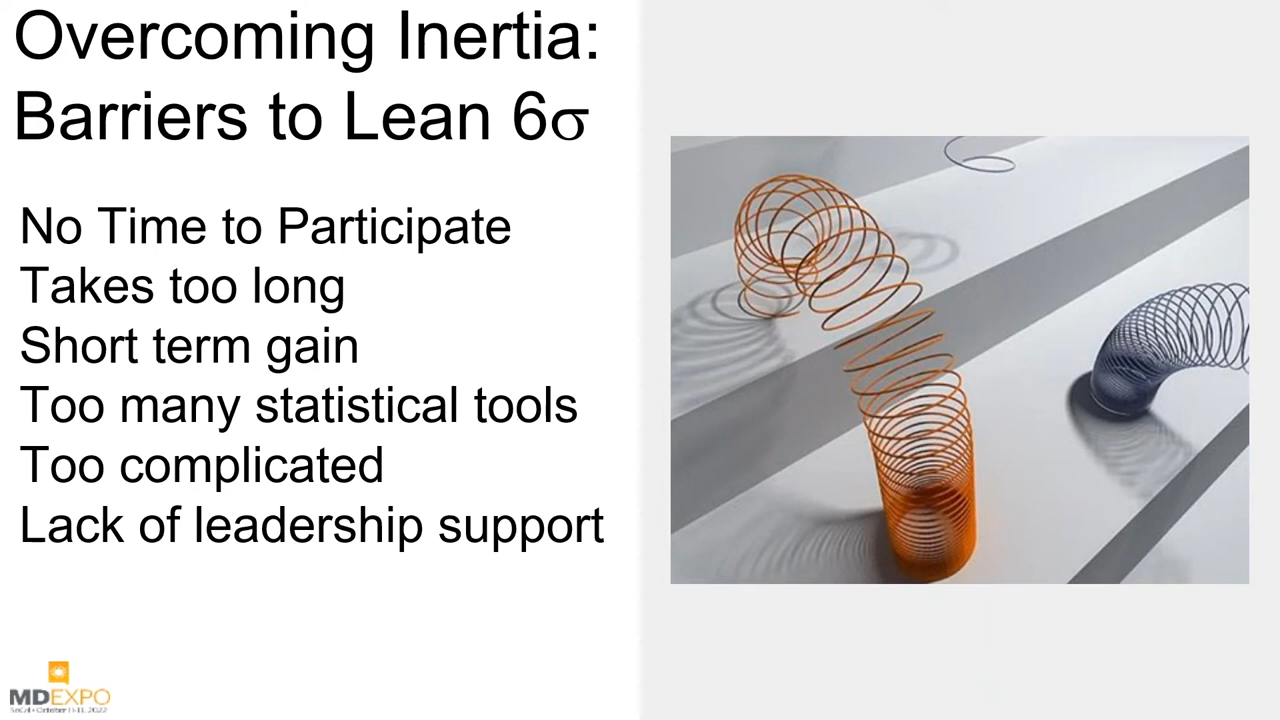 Overcoming Inertia:
Barriers to Lean 6σ
No Time to Participate
Takes too long
Short term gain
Too many statistical tools
Too complicated
Lack of leadership support
MDEXPO
2022